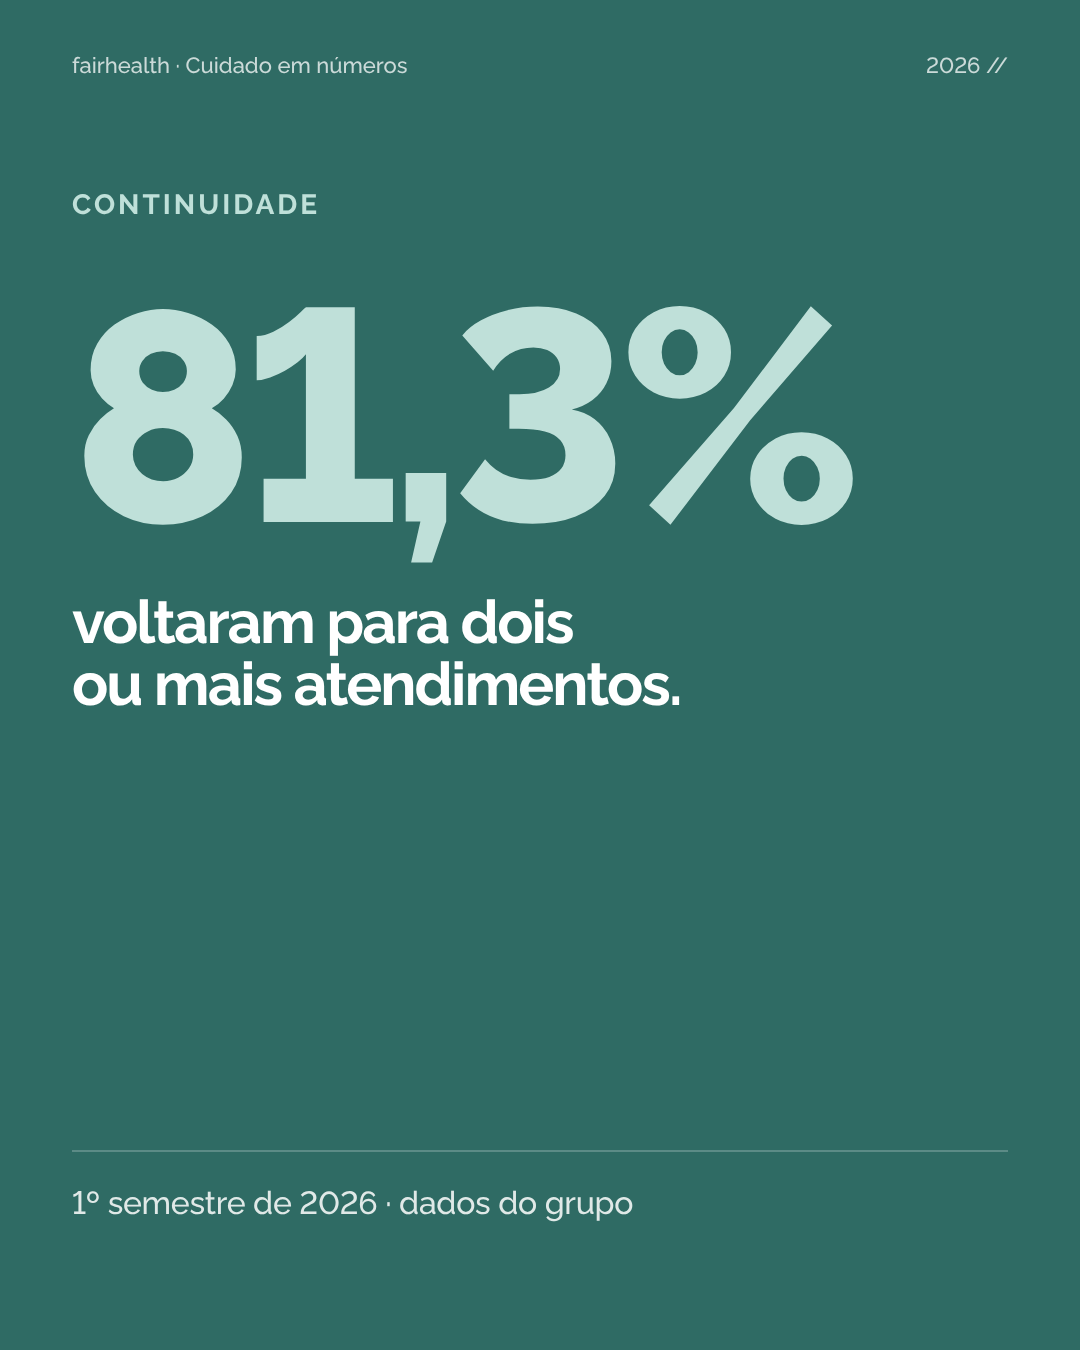 fairhealth · Cuidado em números
2026 //
CONTINUIDADE
81,3%
voltaram para dois
ou mais atendimentos.
1º semestre de 2026 · dados do grupo